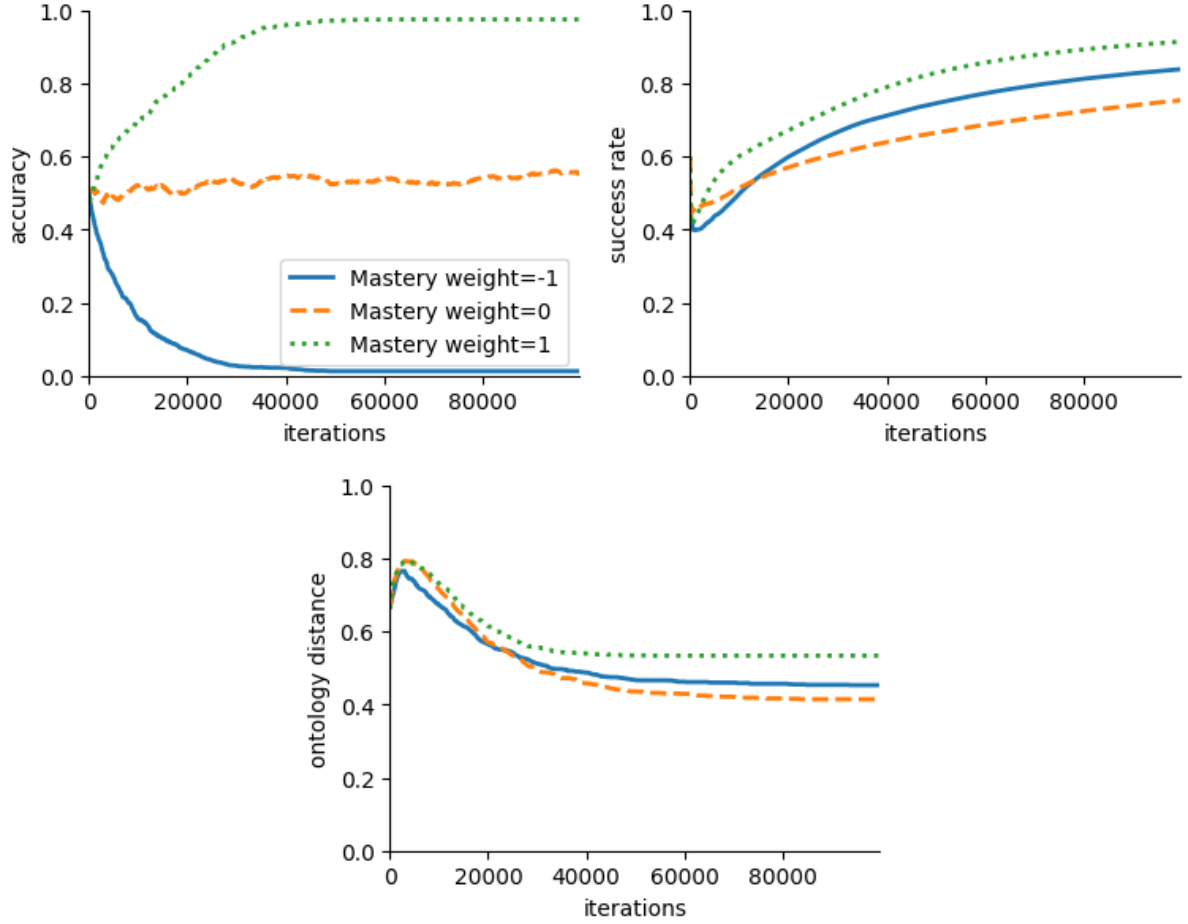 1.0
0.8
0.6
0.4
0.2
0.0
accuracy
0 20000 40000 60000 80000
iterations
Mastery weight=-1
Mastery weight=0
Mastery weight=1
1.0
0.8
0.6
0.4
0.2
0.0
success rate
0 20000 40000 60000 80000
iterations
1.0
0.8
0.6
0.4
0.2
0.0
ontology distance
0 20000 40000 60000 80000
iterations